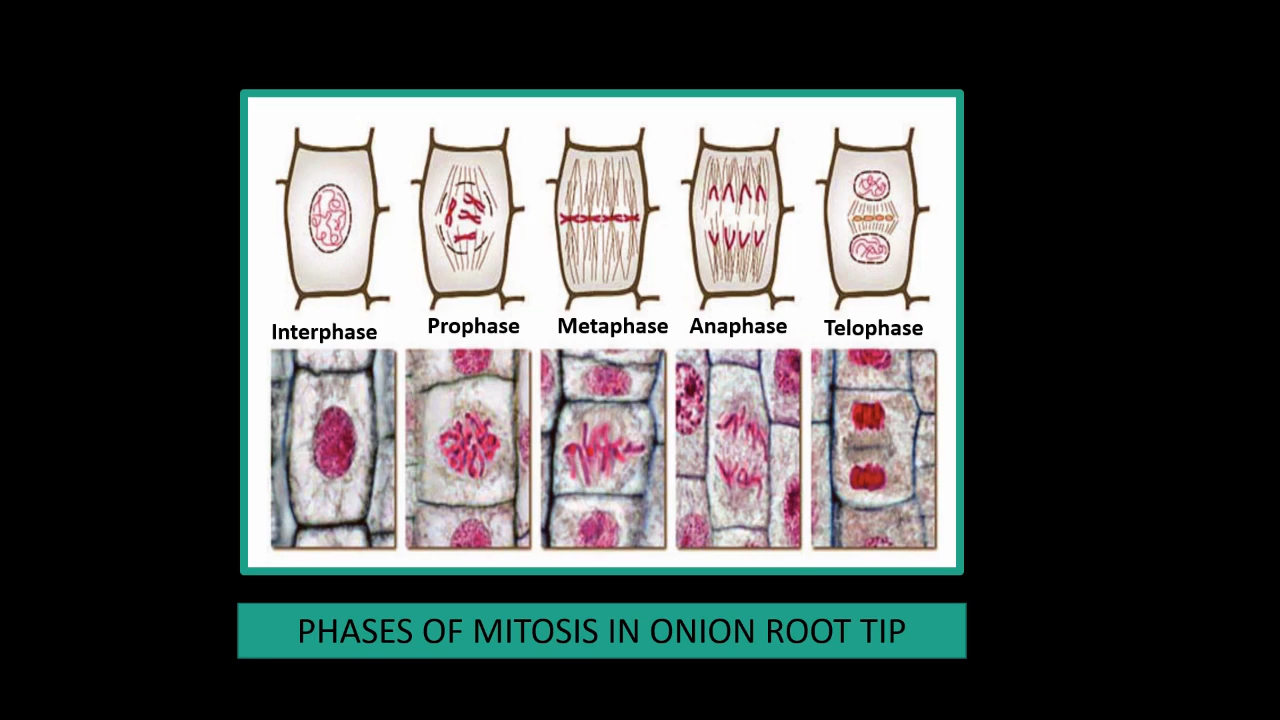 Interphase
Prophase
Metaphase
Anaphase
Telophase
PHASES OF MITOSIS IN ONION ROOT TIP